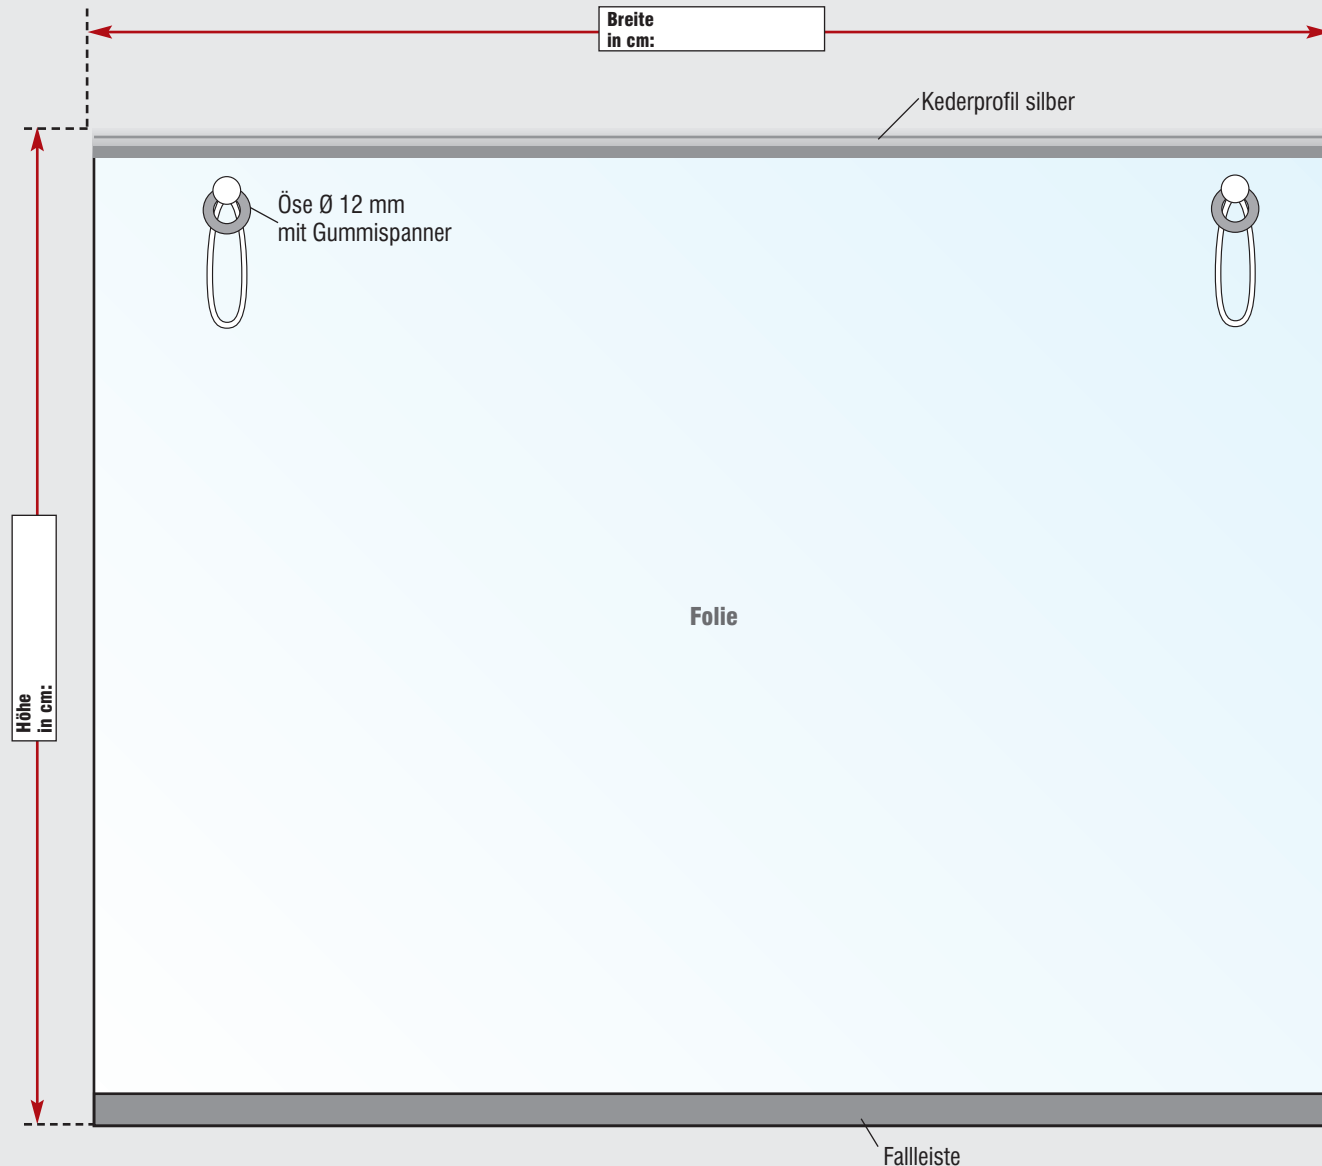 Breite
in cm:
Kederprofil silber
Öse Ø 12 mm
mit Gummispanner
Höhe
in cm:
Folie
Fallleiste